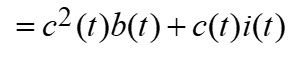 = c²(t)b(t) + c(t)i(t)